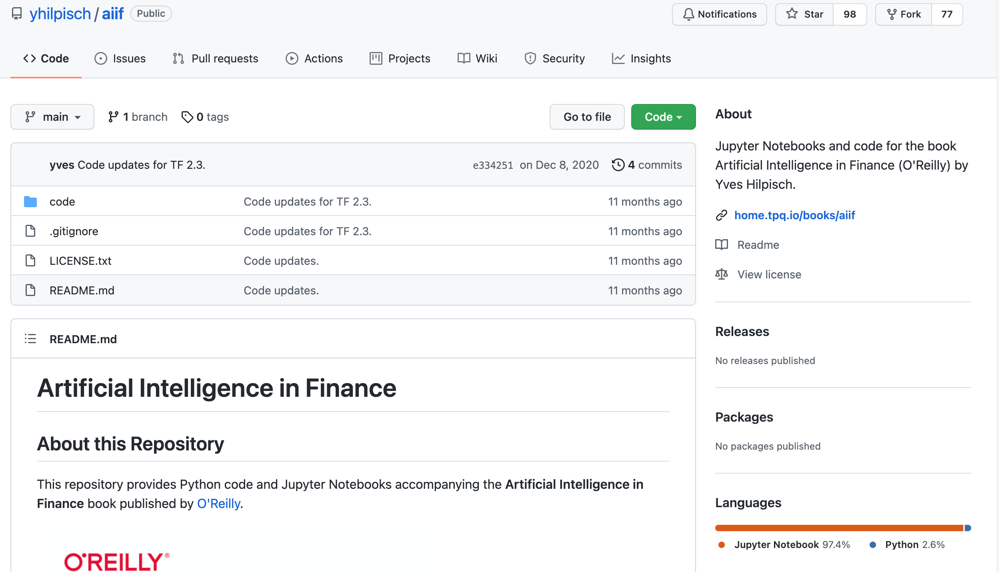 yhilpisch / aiif Public Notifications Star 98 Fork 77
Code Issues Pull requests Actions Projects Wiki Security Insights
main 1 branch 0 tags Go to file Code
yves Code updates for TF 2.3. e334251 on Dec 8, 2020 4 commits
code Code updates for TF 2.3. 11 months ago
.gitignore Code updates for TF 2.3. 11 months ago
LICENSE.txt Code updates. 11 months ago
README.md Code updates. 11 months ago
README.md
Artificial Intelligence in Finance
About this Repository
This repository provides Python code and Jupyter Notebooks accompanying the Artificial Intelligence in
Finance book published by O'Reilly.
O'REILLY®
About
Jupyter Notebooks and code for the book
Artificial Intelligence in Finance (O'Reilly) by
Yves Hilpisch.
home.tpq.io/books/aiif
Readme
View license
Releases
No releases published
Packages
No packages published
Languages
Jupyter Notebook 97.4% Python 2.6%